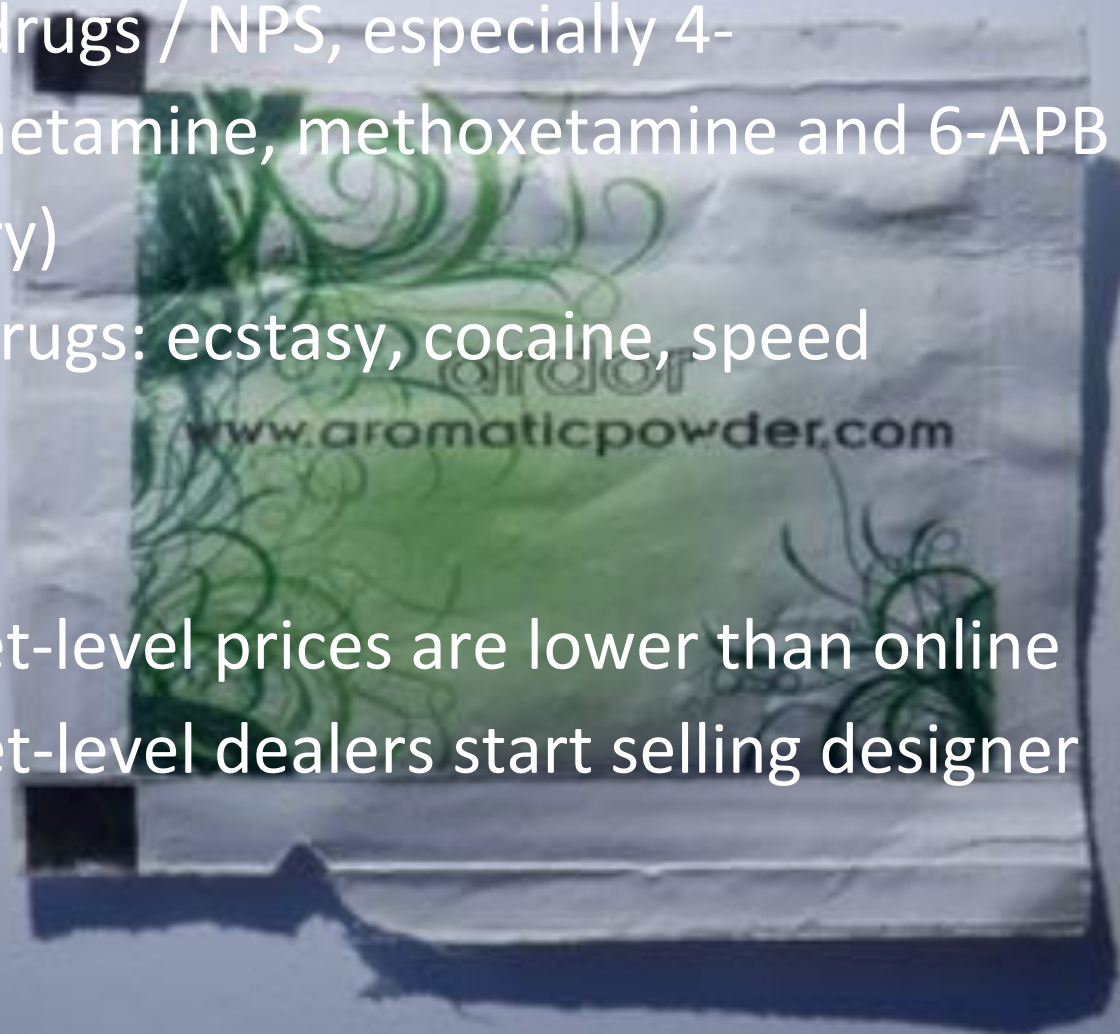 drugs / NPS, especially 4-
etamine, methoxetamine and 6-APB
y)
rugs: ecstasy, cocaine, speed
ardor
www.aromaticpowder.com
et-level prices are lower than online
et-level dealers start selling designer